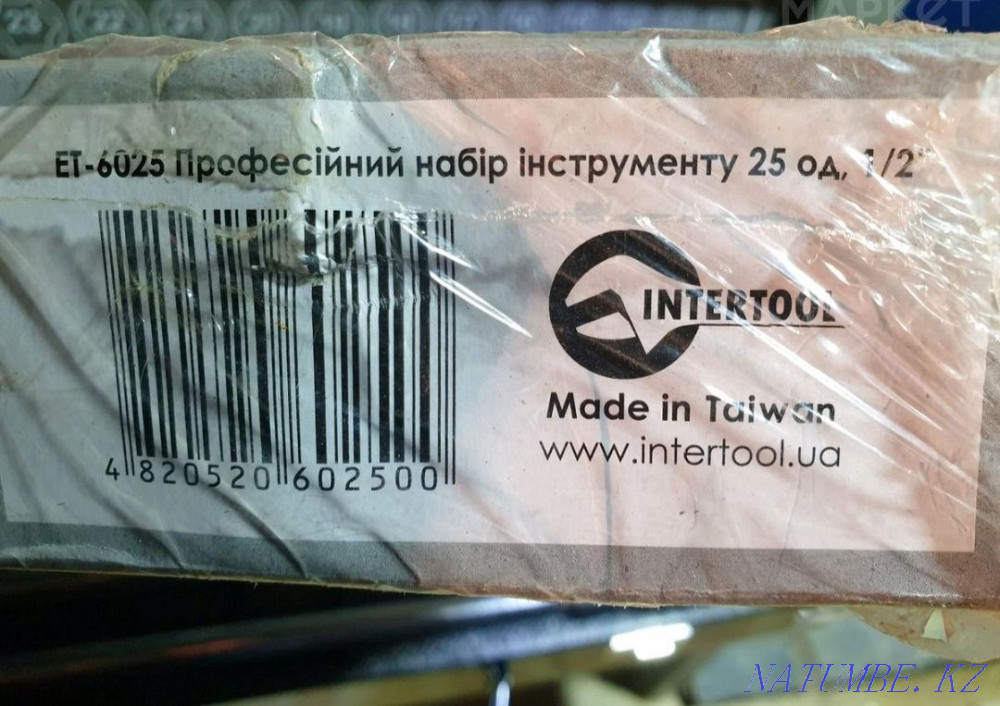 МАРКЕТ
ET-6025 Професійний набір інструменту 25 од, 1/2"
INTERTOOL
Made in Taiwan
www.intertool.ua
4 820520 602500
NATUMBE.KZ